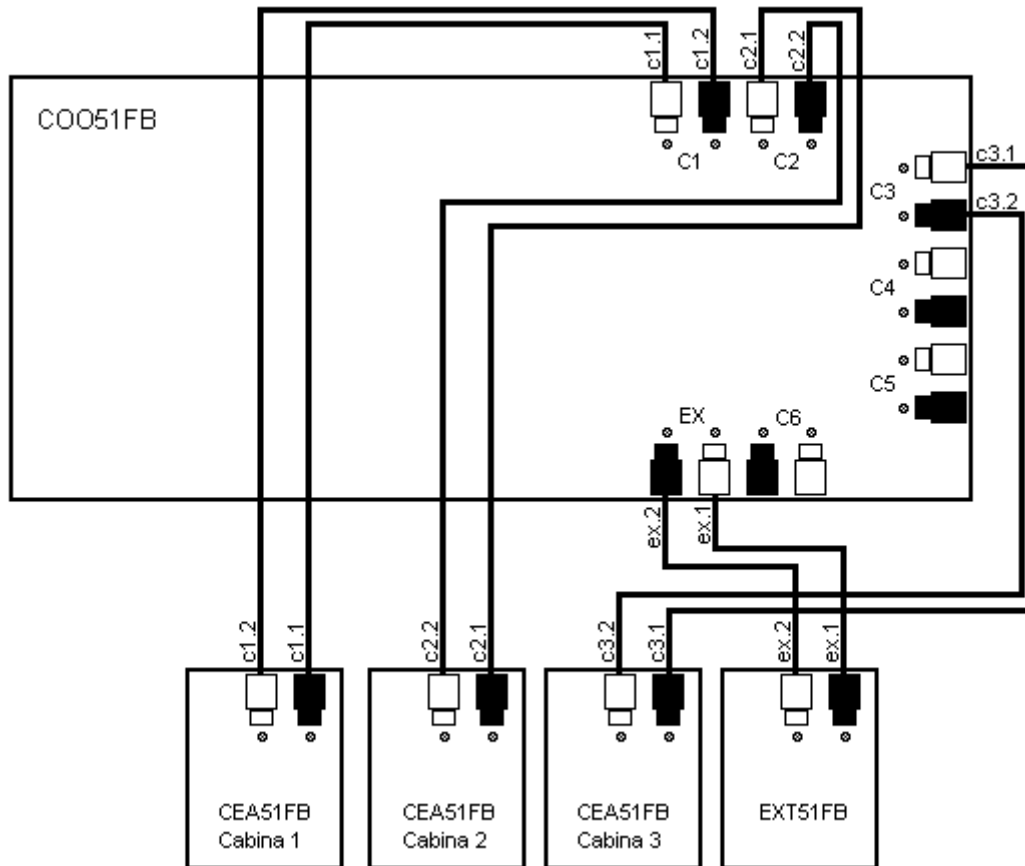 c1.1
c1.2
c2.1
c2.2
COO51FB
C1
C2
c3.1
C3
c3.2
C4
C5
EX
C6
ex.2
ex.1
c1.2
c1.1
c2.2
c2.1
c3.2
c3.1
ex.2
ex.1
CEA51FB
Cabina 1
CEA51FB
Cabina 2
CEA51FB
Cabina 3
EXT51FB